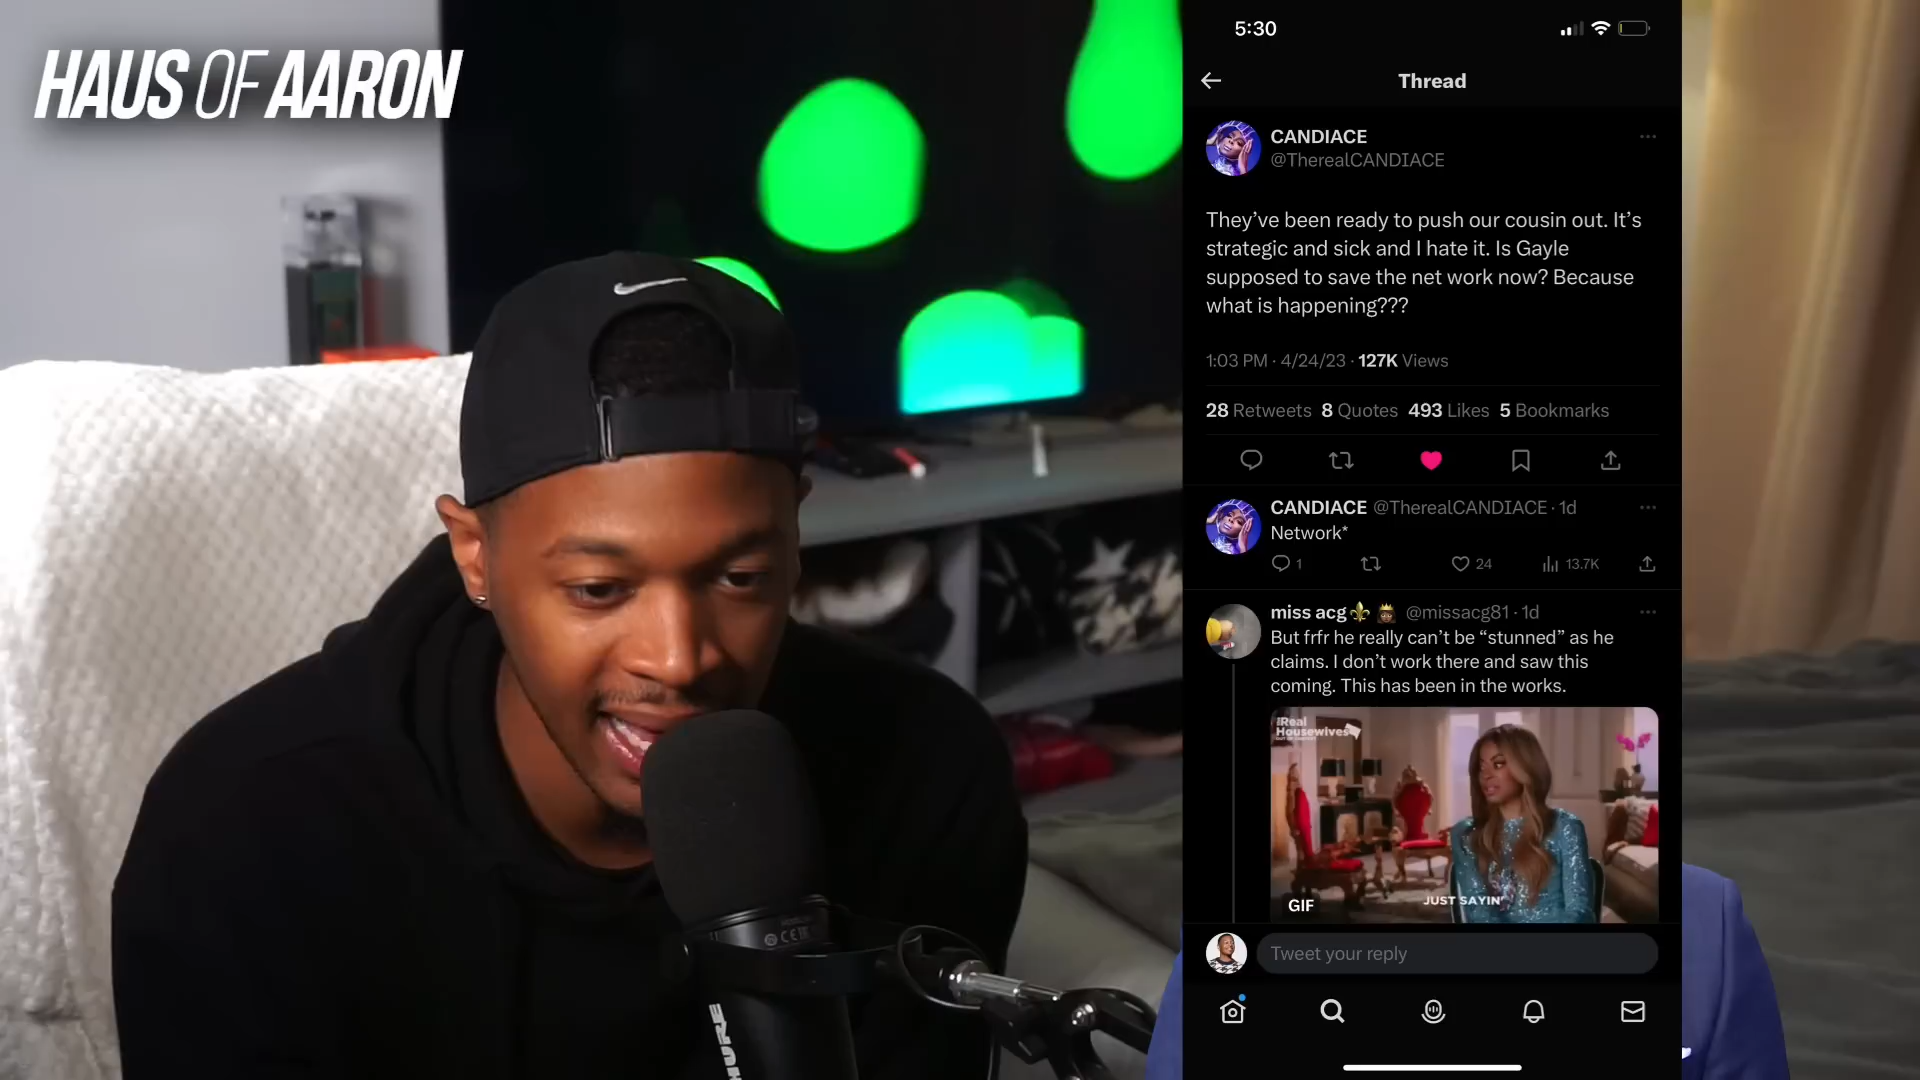 HAUS OF AARON
5:30
Thread
CANDIACE
@TherealCANDIACE
They’ve been ready to push our cousin out. It’s
strategic and sick and I hate it. Is Gayle
supposed to save the net work now? Because
what is happening???
1:03 PM · 4/24/23 · 127K Views
28 Retweets 8 Quotes 493 Likes 5 Bookmarks
CANDIACE @TherealCANDIACE · 1d
Network*
1 24 13.7K
miss acg⚜️👸🏾 @missacg81 · 1d
But frfr he really can’t be “stunned” as he
claims. I don’t work there and saw this
coming. This has been in the works.
Real
Housewives
JUST SAYIN'
GIF
Tweet your reply
CE
HURE